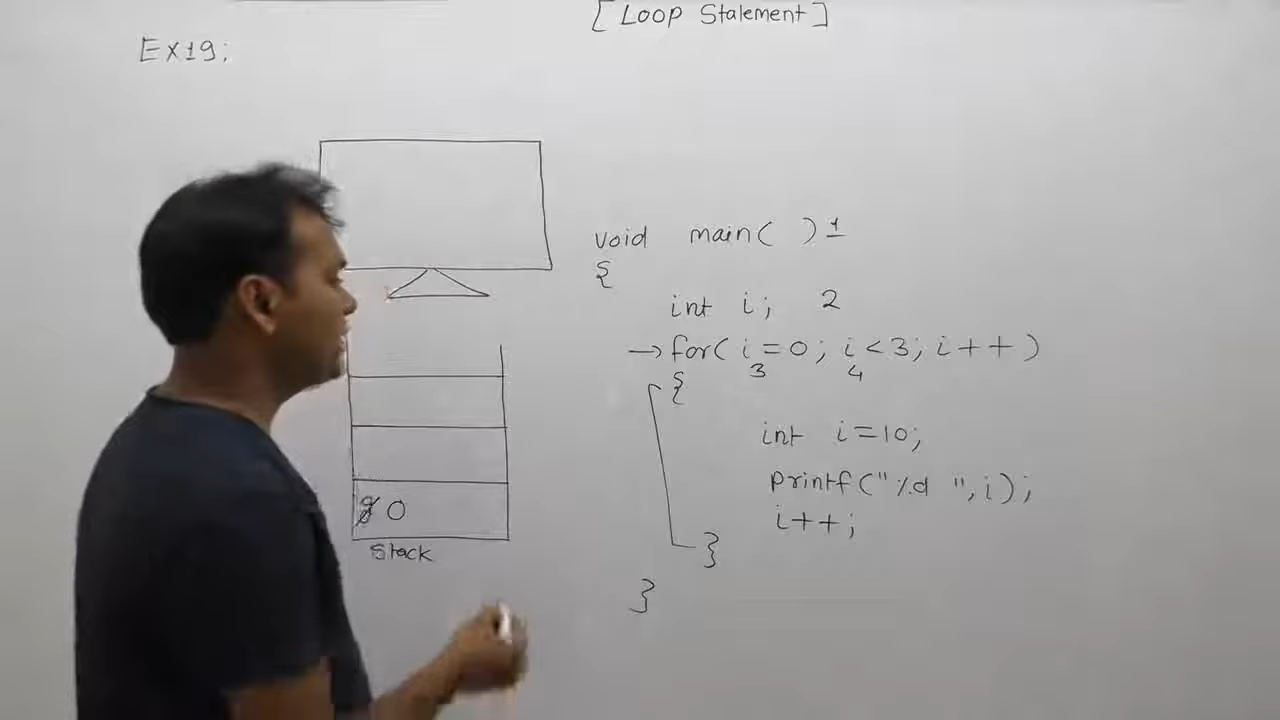 [Loop Statement]
Ex19:
void main( ) 1
{
int i; 2
→ for( i=0; i<3; i++ )
3 4
{
int i=10;
printf("%d ",i);
i++;
}
}
0
Stack